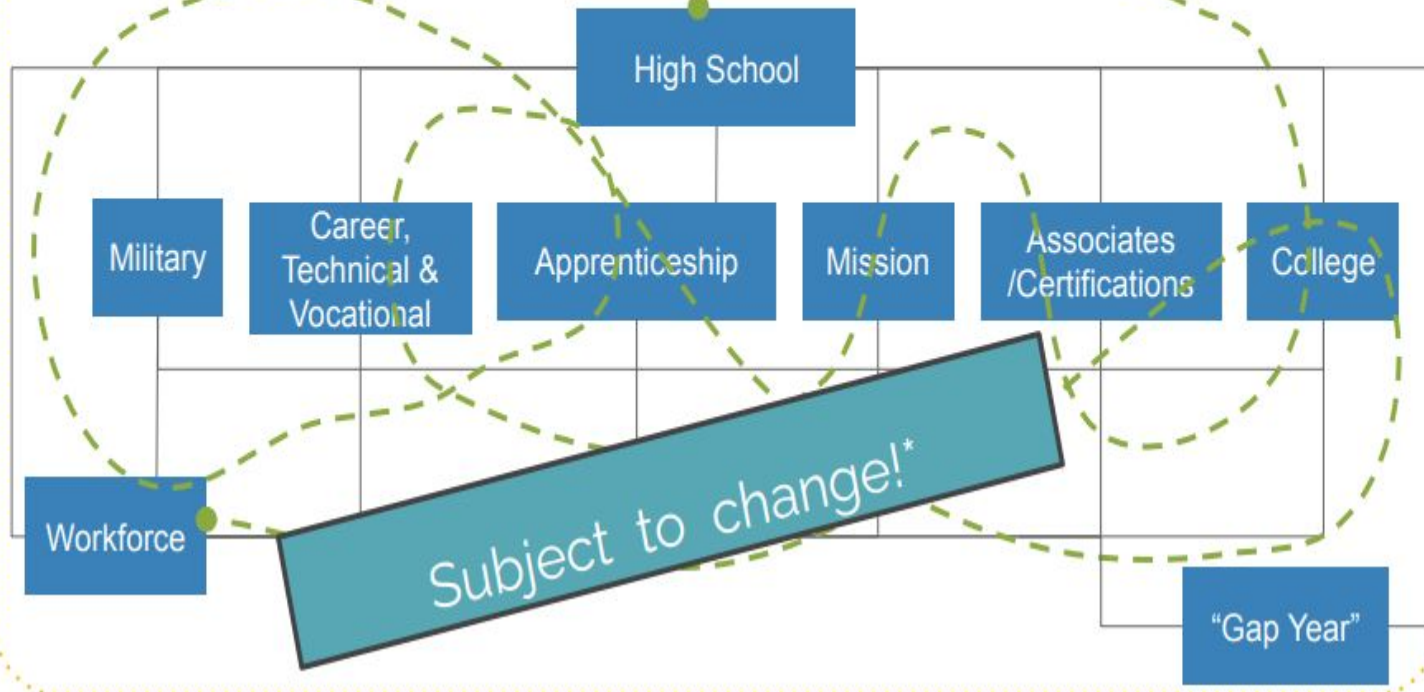 High School
Military
Career,
Technical &
Vocational
Apprenticeship
Mission
Associates
/Certifications
College
Subject to change!*
Workforce
“Gap Year”